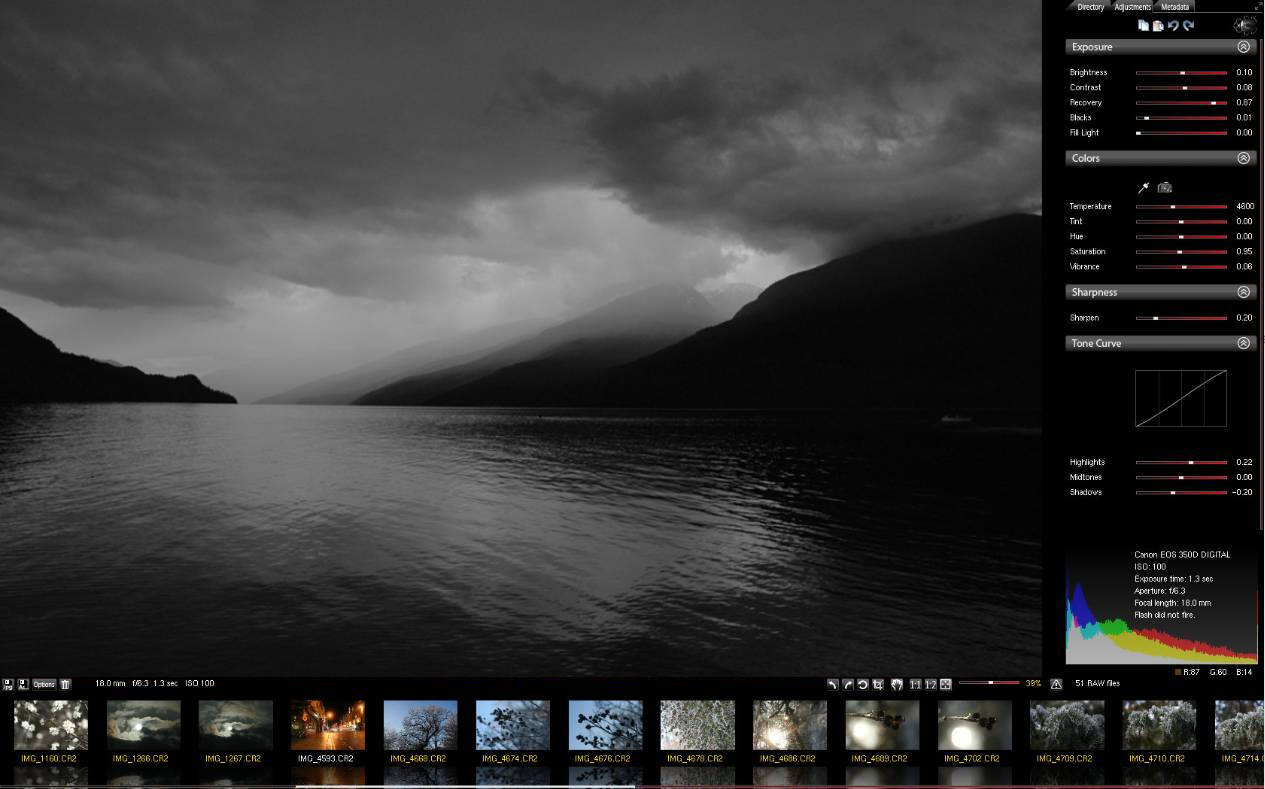 Directory Adjustments Metadata
Exposure
Brightness 0.10
Contrast 0.08
Recovery 0.87
Blacks 0.01
Fill Light 0.00
Colors
Temperature 4800
Tint 0.00
Hue 0.00
Saturation 0.95
Vibrance 0.06
Sharpness
Sharpen 0.20
Tone Curve
Highlights 0.22
Midtones 0.00
Shadows -0.20
Canon EOS 350D DIGITAL
ISO: 100
Exposure time: 1.3 sec
Aperture: f/6.3
Focal length: 18.0 mm
Flash did not fire.
R:87 G:60 B:14
Options 18.0 mm f/6.3 1.3 sec ISO 100 1:1 1:2 39% 51 RAW files
IMG_1160.CR2 IMG_1266.CR2 IMG_1267.CR2 IMG_4593.CR2 IMG_4668.CR2 IMG_4674.CR2 IMG_4676.CR2 IMG_4678.CR2 IMG_4686.CR2 IMG_4689.CR2 IMG_4702.CR2 IMG_4709.CR2 IMG_4710.CR2 IMG_4714.C